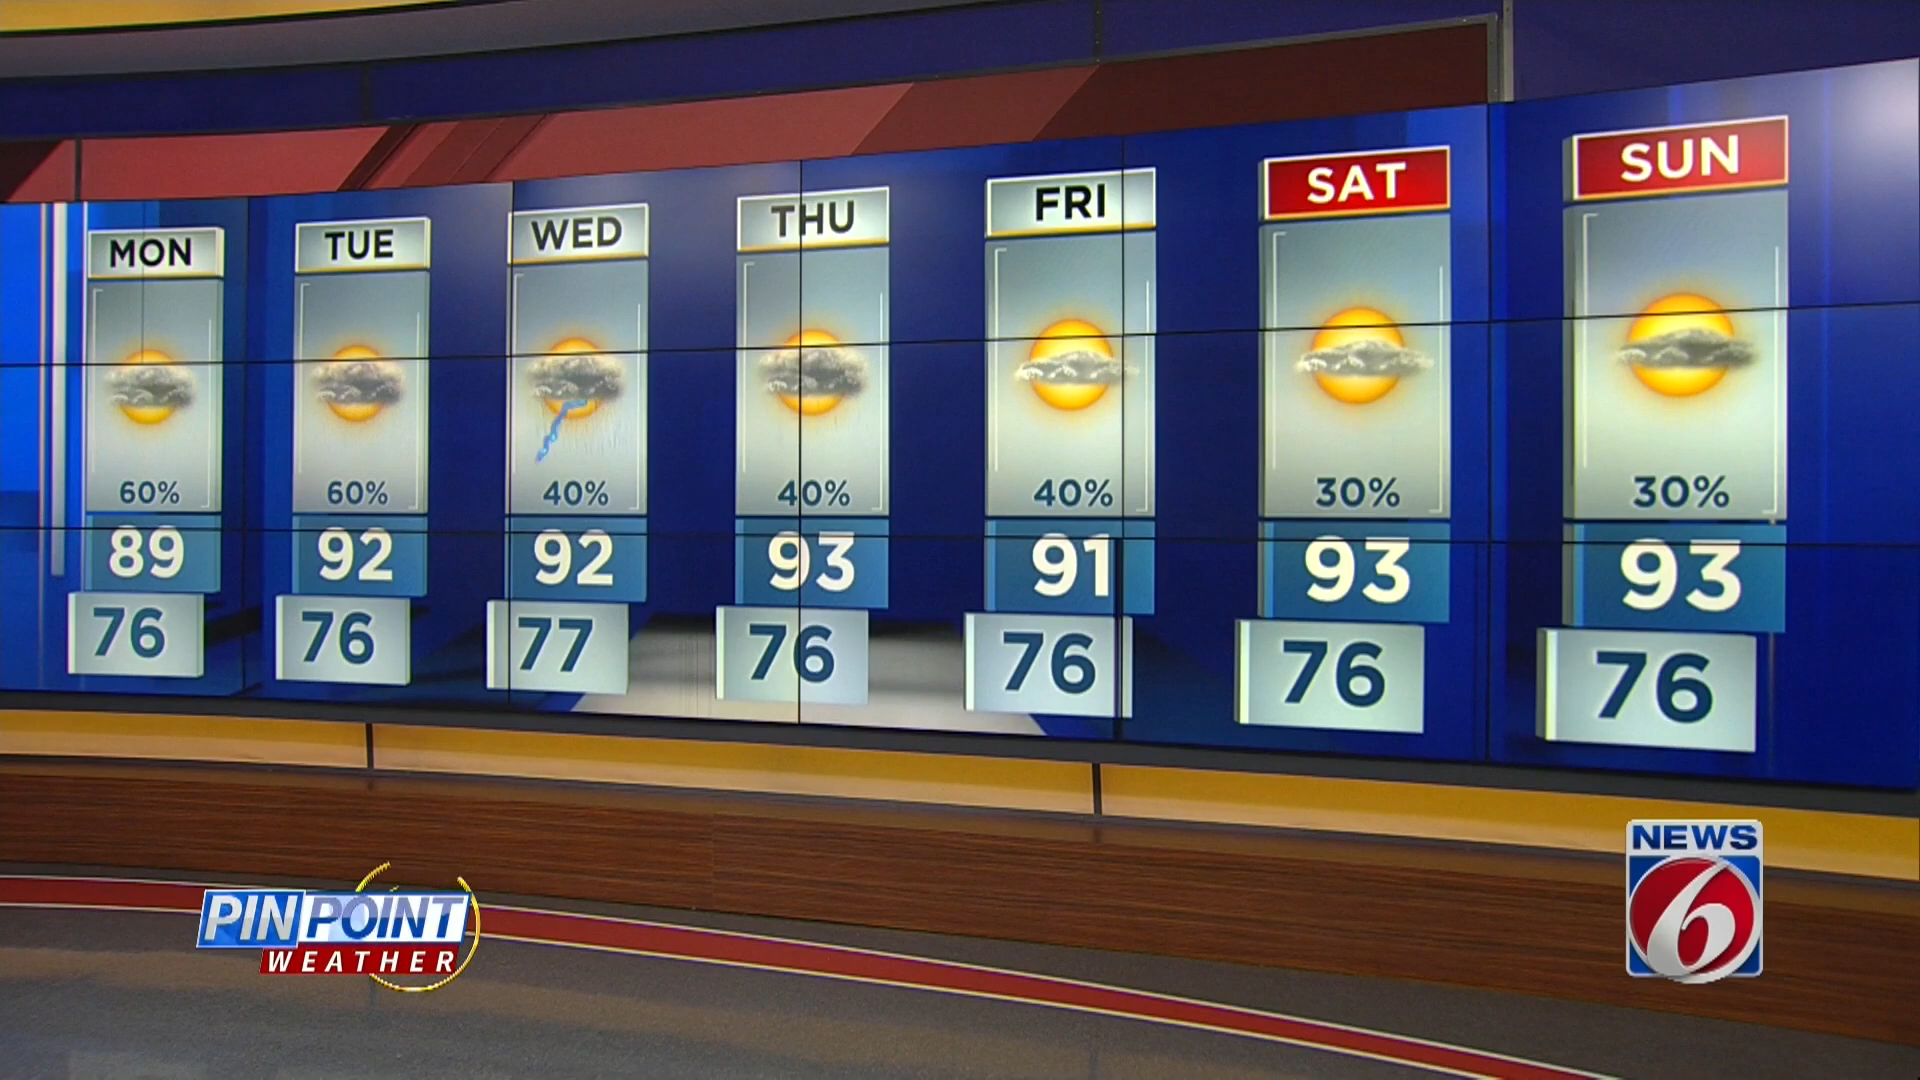 MON TUE WED THU FRI SAT SUN
60% 60% 40% 40% 40% 30% 30%
89 92 92 93 91 93 93
76 76 77 76 76 76 76
PINPOINT
WEATHER
NEWS
6